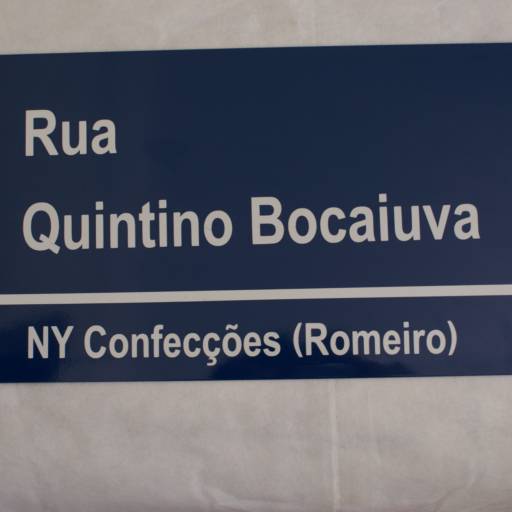 Rua
Quintino Bocaiuva
NY Confecções (Romeiro)